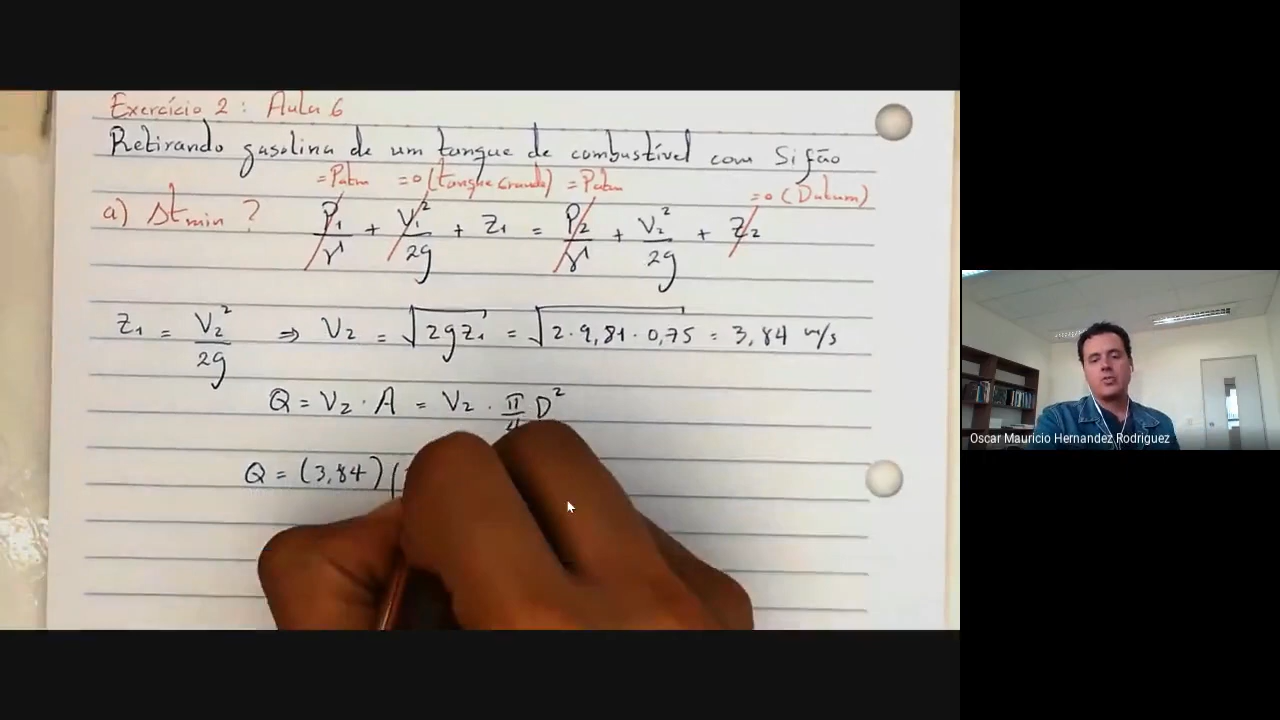 Exercício 2 : Aula 6
Retirando gasolina de um tanque de combustível com Sifão
= Patm = 0 (tanque Grande) = Patm = 0 (Datum)
a) Δt min ? P1/γ + V1²/2g + Z1 = P2/γ + V2²/2g + Z2
Z1 = V2²/2g ⇒ V2 = √2gz1 = √2·9,81·0,75 = 3,84 m/s
Q = V2 · A = V2 · π/4 D²
Q = (3,84) (
Oscar Mauricio Hernandez Rodriguez